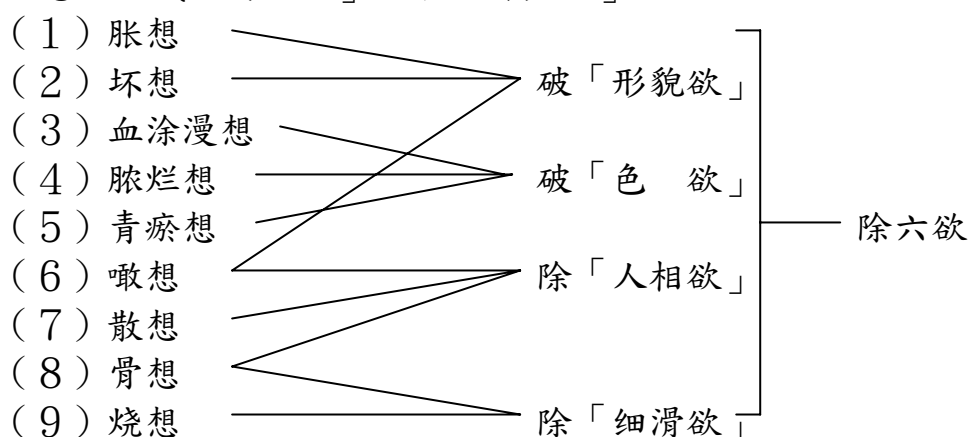 （1）胀想
（2）坏想 破「形貌欲」
（3）血涂漫想
（4）脓烂想 破「色 欲」
（5）青瘀想 除六欲
（6）噉想 除「人相欲」
（7）散想
（8）骨想
（9）烧想 除「细滑欲」